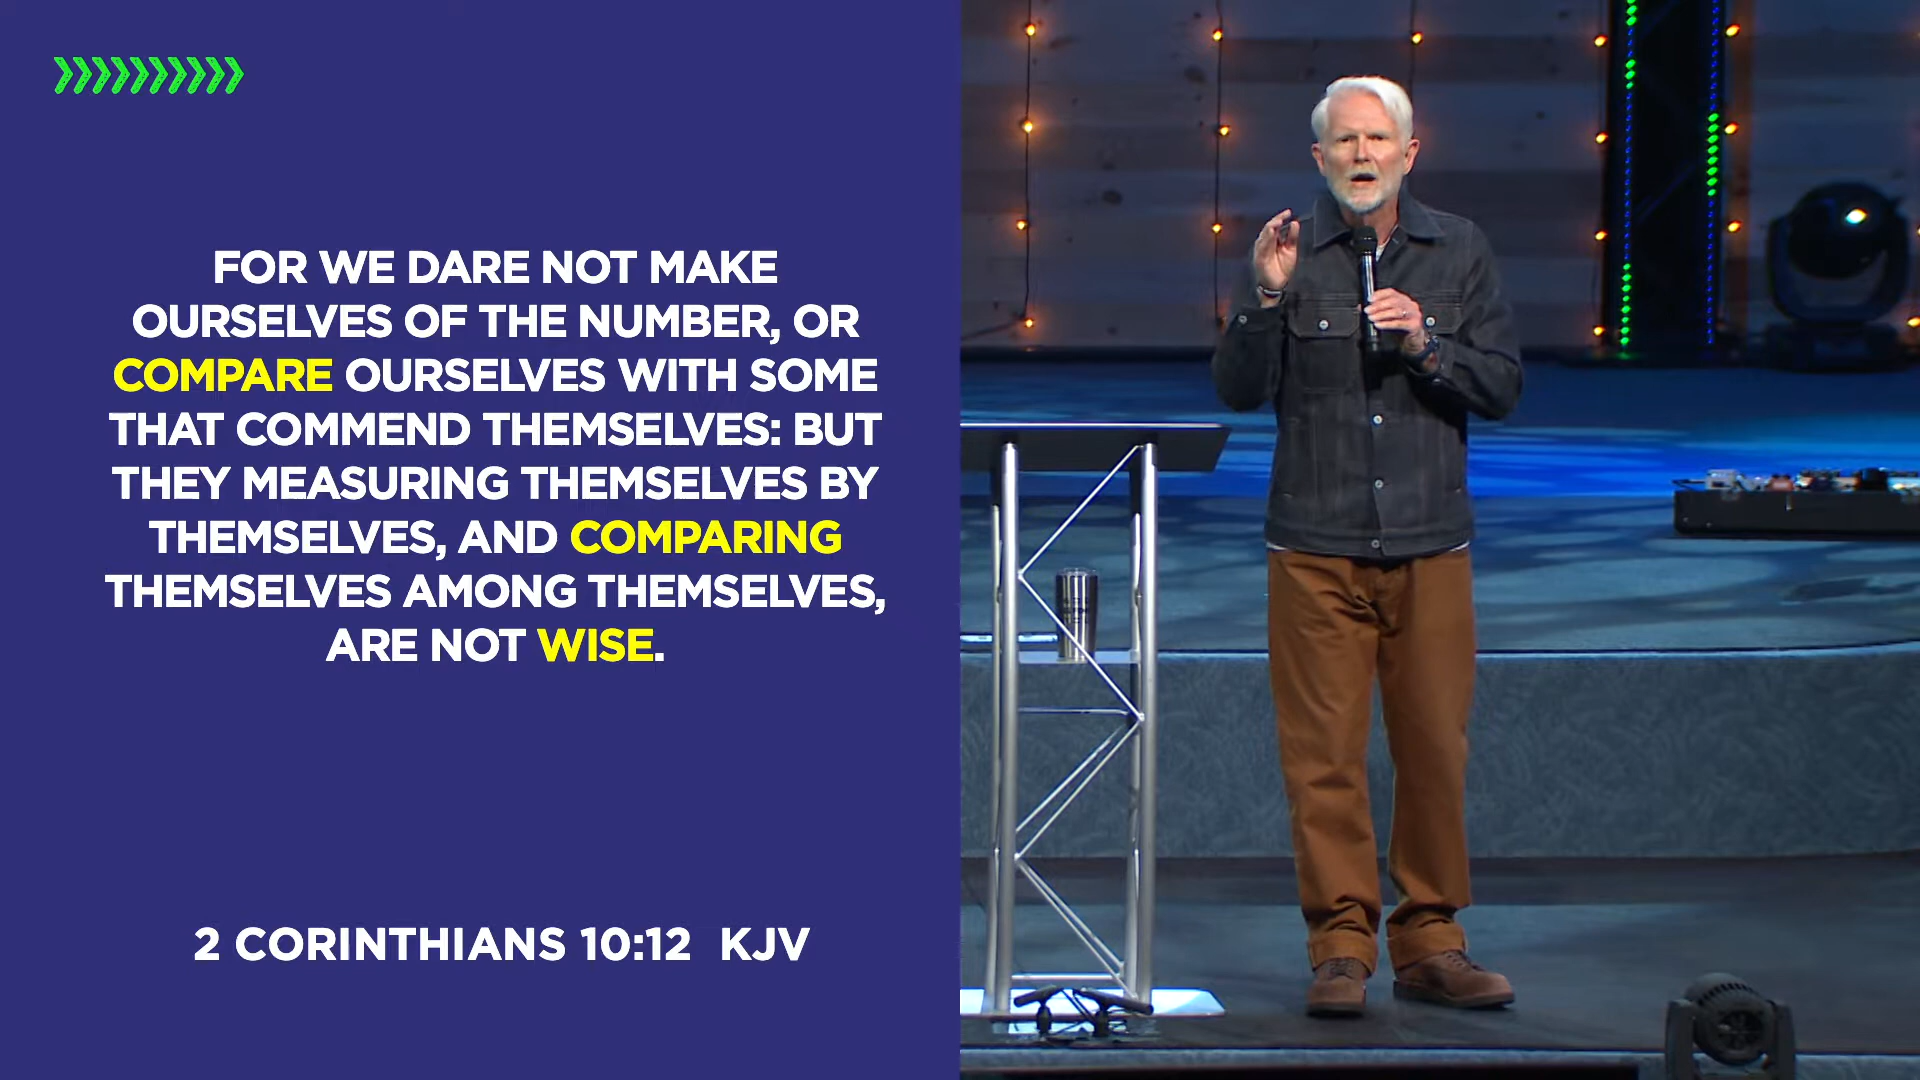 FOR WE DARE NOT MAKE
OURSELVES OF THE NUMBER, OR
COMPARE OURSELVES WITH SOME
THAT COMMEND THEMSELVES: BUT
THEY MEASURING THEMSELVES BY
THEMSELVES, AND COMPARING
THEMSELVES AMONG THEMSELVES,
ARE NOT WISE.
2 CORINTHIANS 10:12 KJV